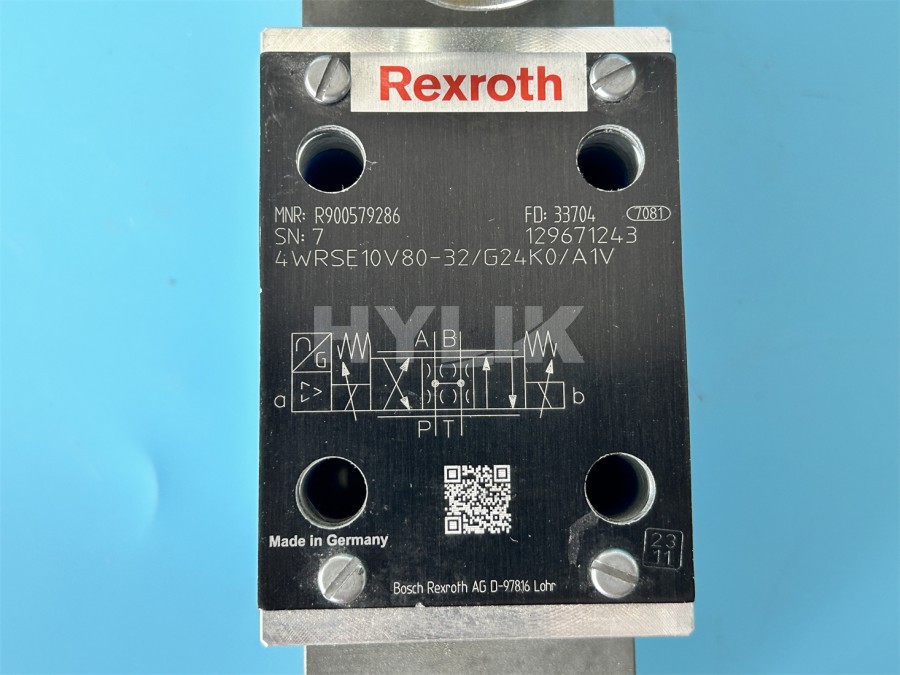 Rexroth
MNR: R900579286 FD: 33704 7081
SN: 7 129671243
4WRSE10V80-32/G24K0/A1V
HYLIK
A B
G
a b
P T
Made in Germany
23
11
Bosch Rexroth AG D-97816 Lohr